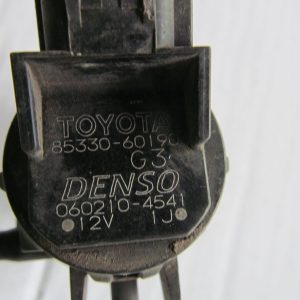 TOYOTA
85330-60190
G3
DENSO
060210-4541
12V 1J